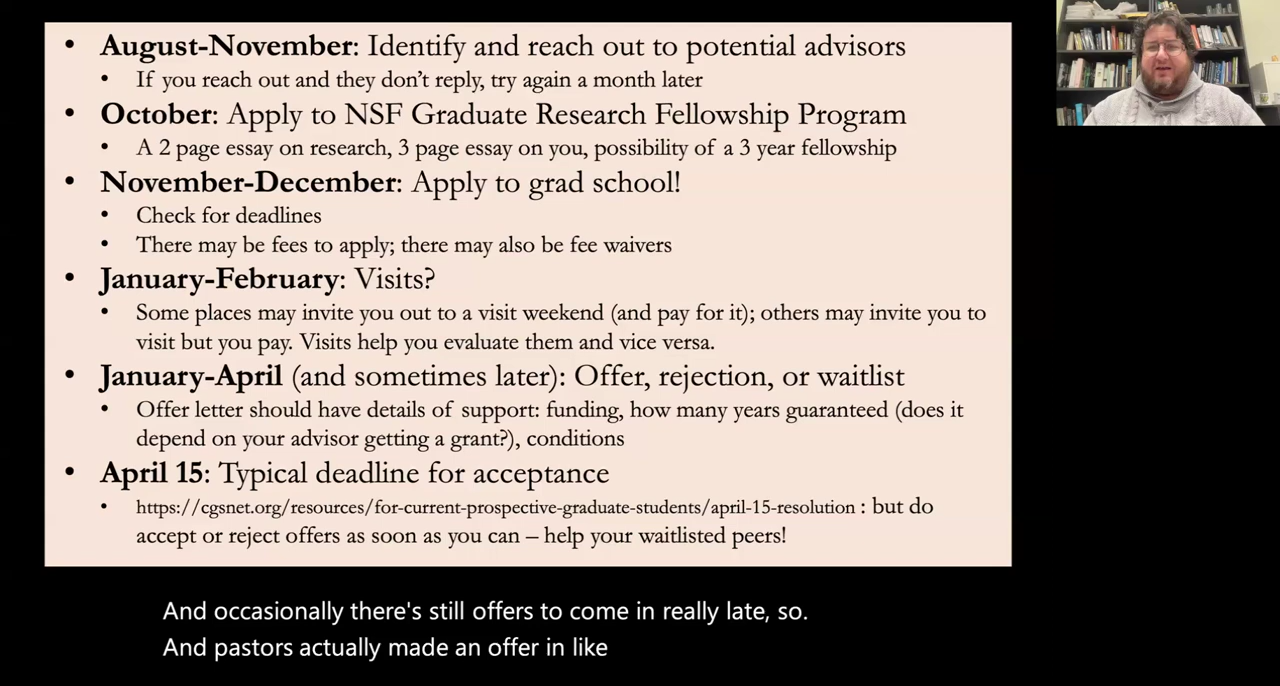 • August-November: Identify and reach out to potential advisors
• If you reach out and they don't reply, try again a month later
• October: Apply to NSF Graduate Research Fellowship Program
• A 2 page essay on research, 3 page essay on you, possibility of a 3 year fellowship
• November-December: Apply to grad school!
• Check for deadlines
• There may be fees to apply; there may also be fee waivers
• January-February: Visits?
• Some places may invite you out to a visit weekend (and pay for it); others may invite you to
visit but you pay. Visits help you evaluate them and vice versa.
• January-April (and sometimes later): Offer, rejection, or waitlist
• Offer letter should have details of support: funding, how many years guaranteed (does it
depend on your advisor getting a grant?), conditions
• April 15: Typical deadline for acceptance
• https://cgsnet.org/resources/for-current-prospective-graduate-students/april-15-resolution : but do
accept or reject offers as soon as you can – help your waitlisted peers!
And occasionally there's still offers to come in really late, so.
And pastors actually made an offer in like